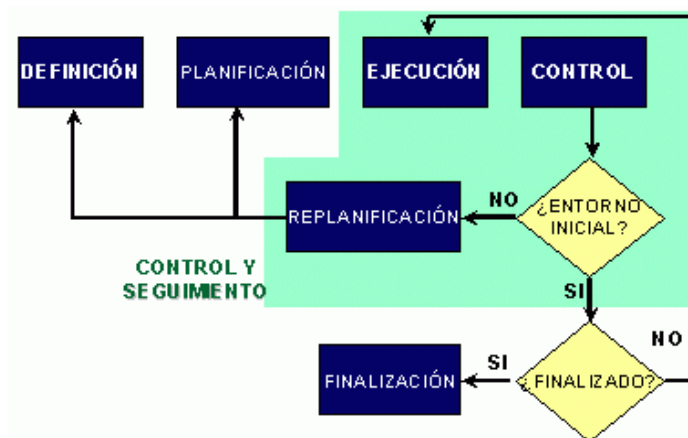 DEFINICIÓN
PLANIFICACIÓN
EJECUCIÓN
CONTROL
REPLANIFICACIÓN
NO
¿ENTORNO
INICIAL?
CONTROL Y
SEGUIMIENTO
SI
FINALIZACIÓN
SI
¿FINALIZADO?
NO